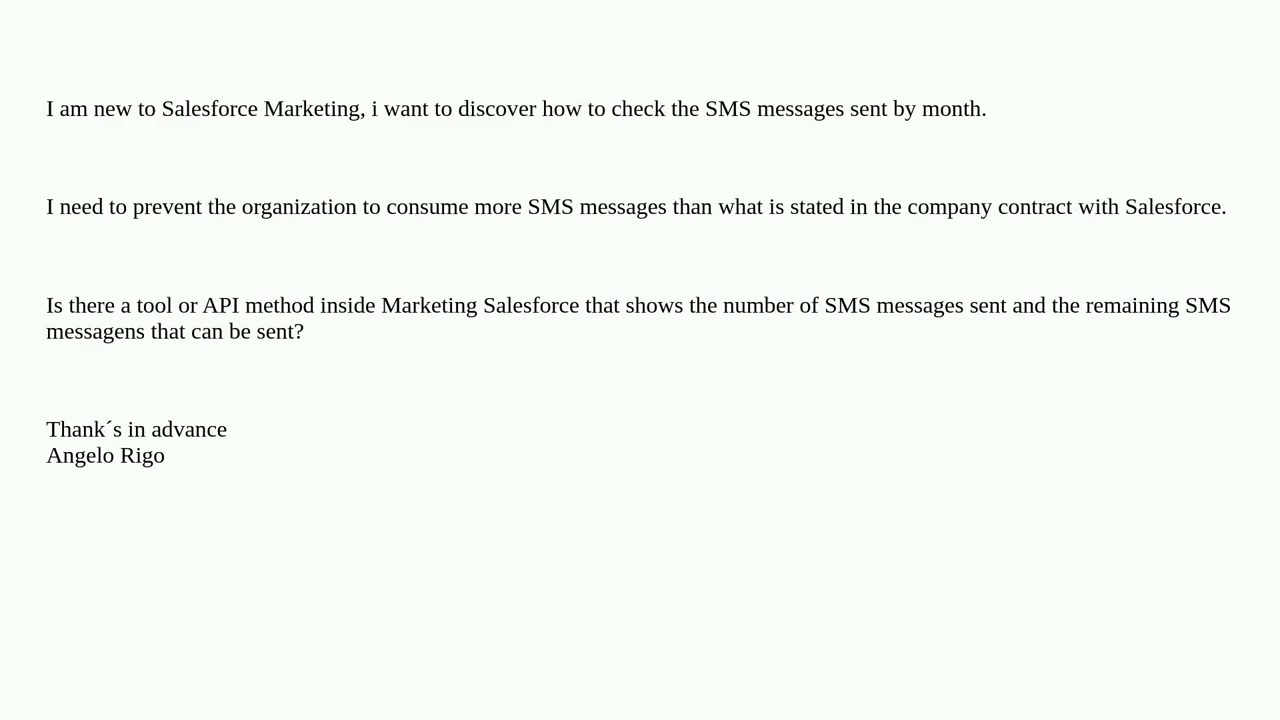 I am new to Salesforce Marketing, i want to discover how to check the SMS messages sent by month.
I need to prevent the organization to consume more SMS messages than what is stated in the company contract with Salesforce.
Is there a tool or API method inside Marketing Salesforce that shows the number of SMS messages sent and the remaining SMS
messagens that can be sent?
Thank´s in advance
Angelo Rigo